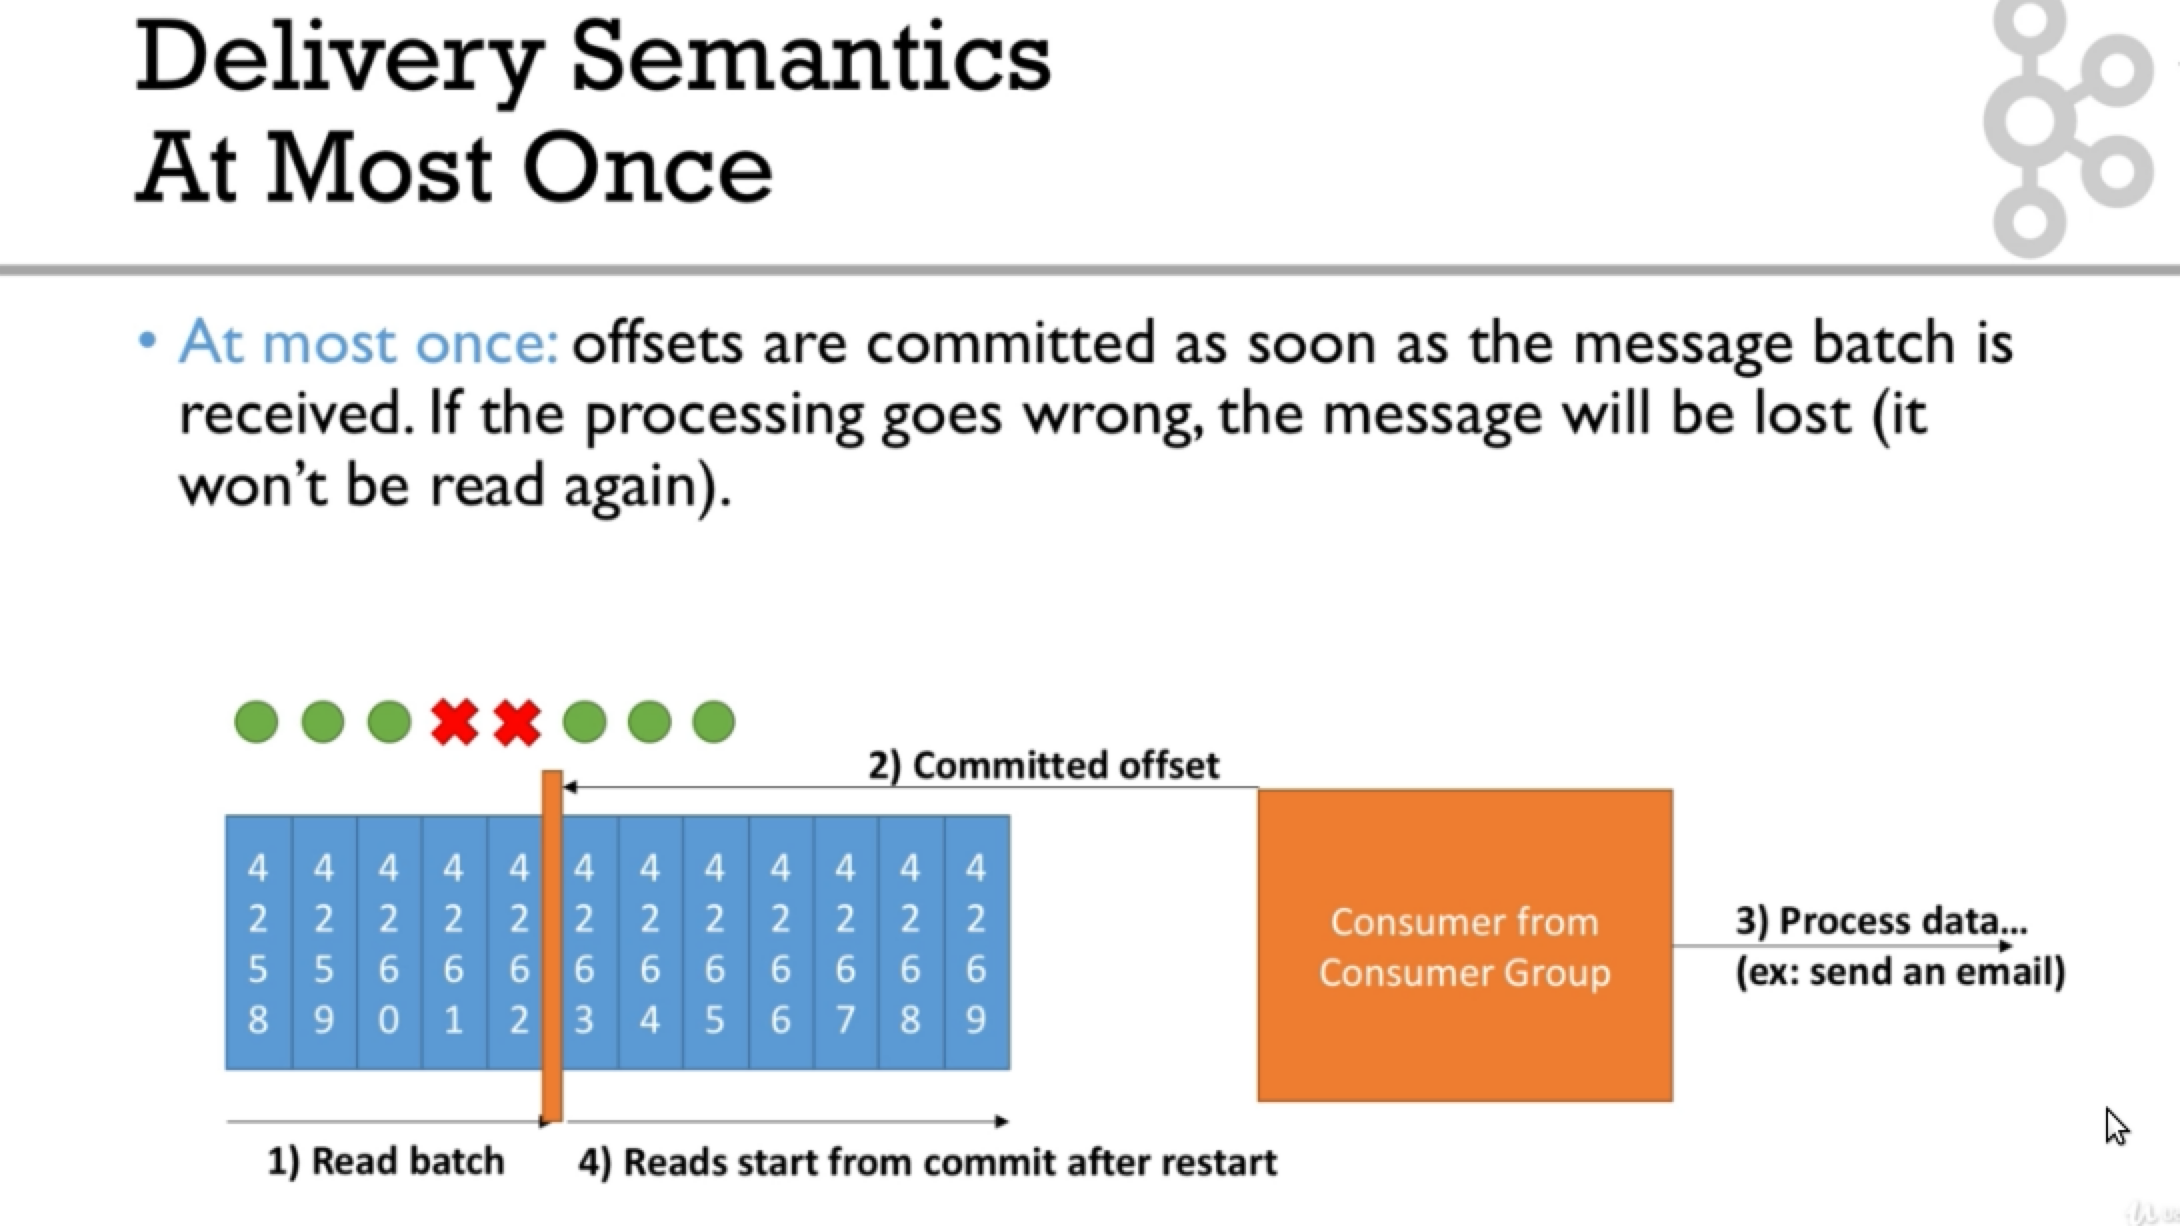 Delivery Semantics
At Most Once
• At most once: offsets are committed as soon as the message batch is
received. If the processing goes wrong, the message will be lost (it
won't be read again).
2) Committed offset
4258 4259 4260 4261 4262 4263 4264 4265 4266 4267 4268 4269
Consumer from
Consumer Group
3) Process data...
(ex: send an email)
1) Read batch
4) Reads start from commit after restart